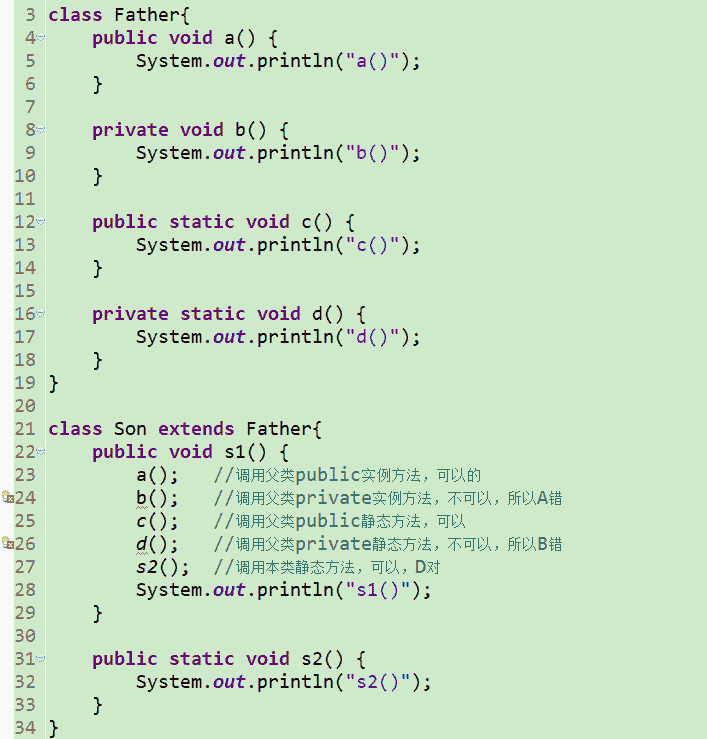 3 class Father{
4 public void a() {
5 System.out.println("a()");
6 }
7
8 private void b() {
9 System.out.println("b()");
10 }
11
12 public static void c() {
13 System.out.println("c()");
14 }
15
16 private static void d() {
17 System.out.println("d()");
18 }
19 }
20
21 class Son extends Father{
22 public void s1() {
23 a(); //调用父类public实例方法，可以的
24 b(); //调用父类private实例方法，不可以，所以A错
25 c(); //调用父类public静态方法，可以
26 d(); //调用父类private静态方法，不可以，所以B错
27 s2(); //调用本类静态方法，可以，D对
28 System.out.println("s1()");
29 }
30
31 public static void s2() {
32 System.out.println("s2()");
33 }
34 }